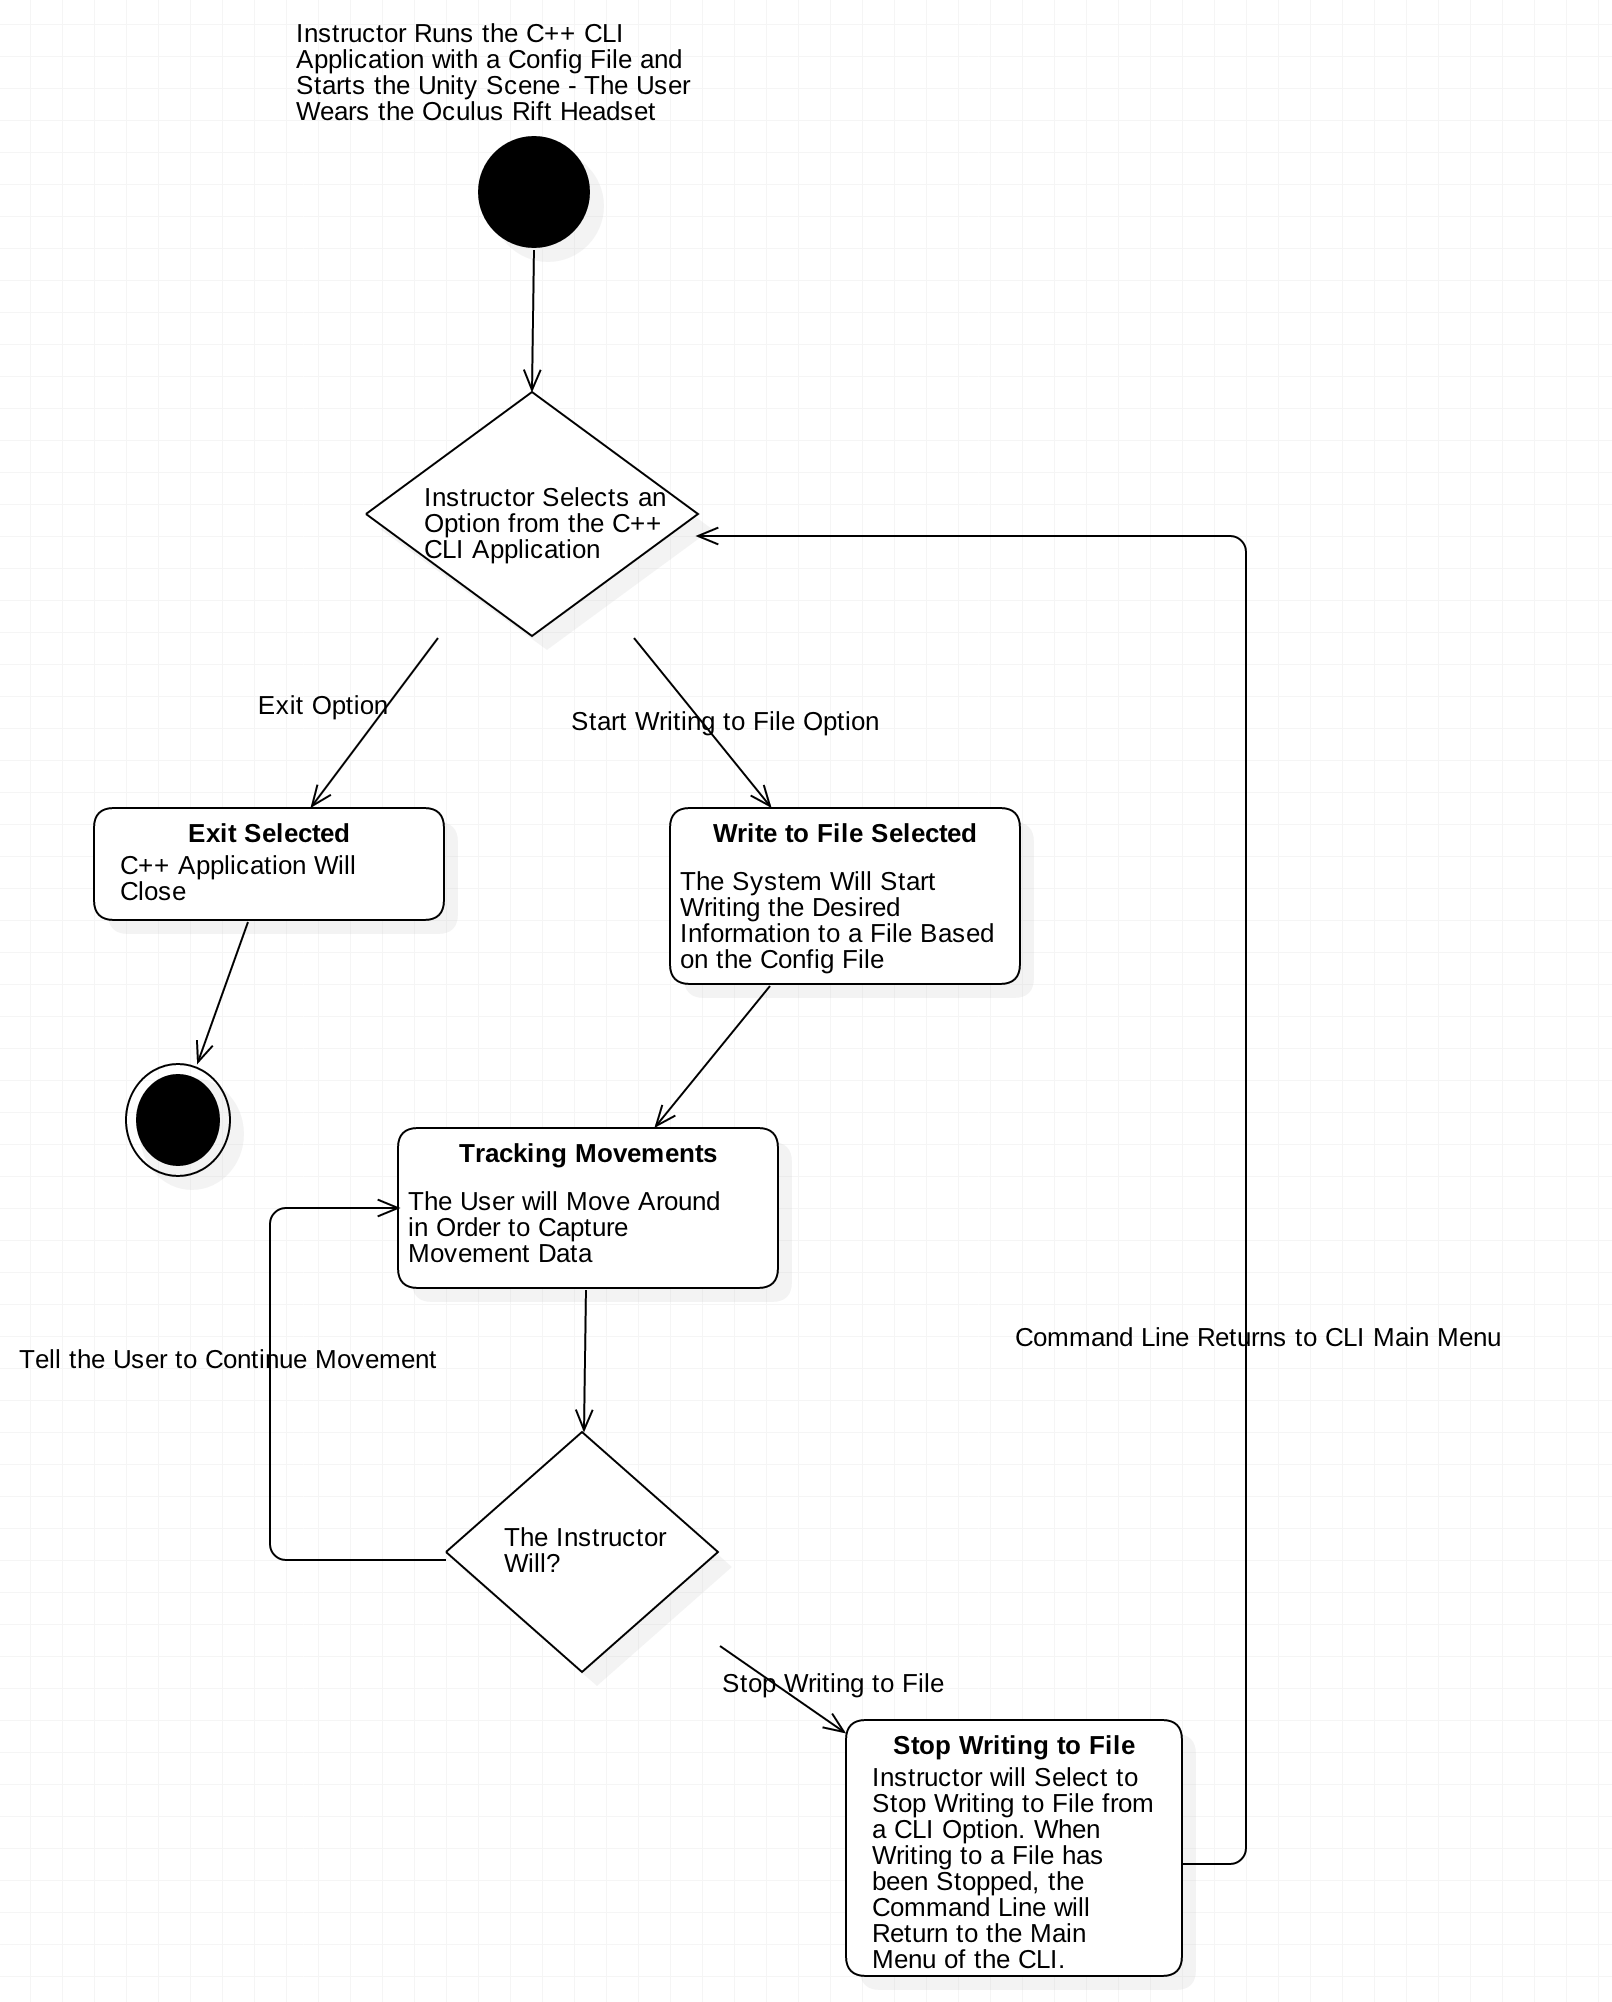 Instructor Runs the C++ CLI
Application with a Config File and
Starts the Unity Scene - The User
Wears the Oculus Rift Headset
Instructor Selects an
Option from the C++
CLI Application
Exit Option
Start Writing to File Option
Exit Selected
C++ Application Will
Close
Write to File Selected
The System Will Start
Writing the Desired
Information to a File Based
on the Config File
Tracking Movements
The User will Move Around
in Order to Capture
Movement Data
Tell the User to Continue Movement
Command Line Returns to CLI Main Menu
The Instructor
Will?
Stop Writing to File
Stop Writing to File
Instructor will Select to
Stop Writing to File from
a CLI Option. When
Writing to a File has
been Stopped, the
Command Line will
Return to the Main
Menu of the CLI.